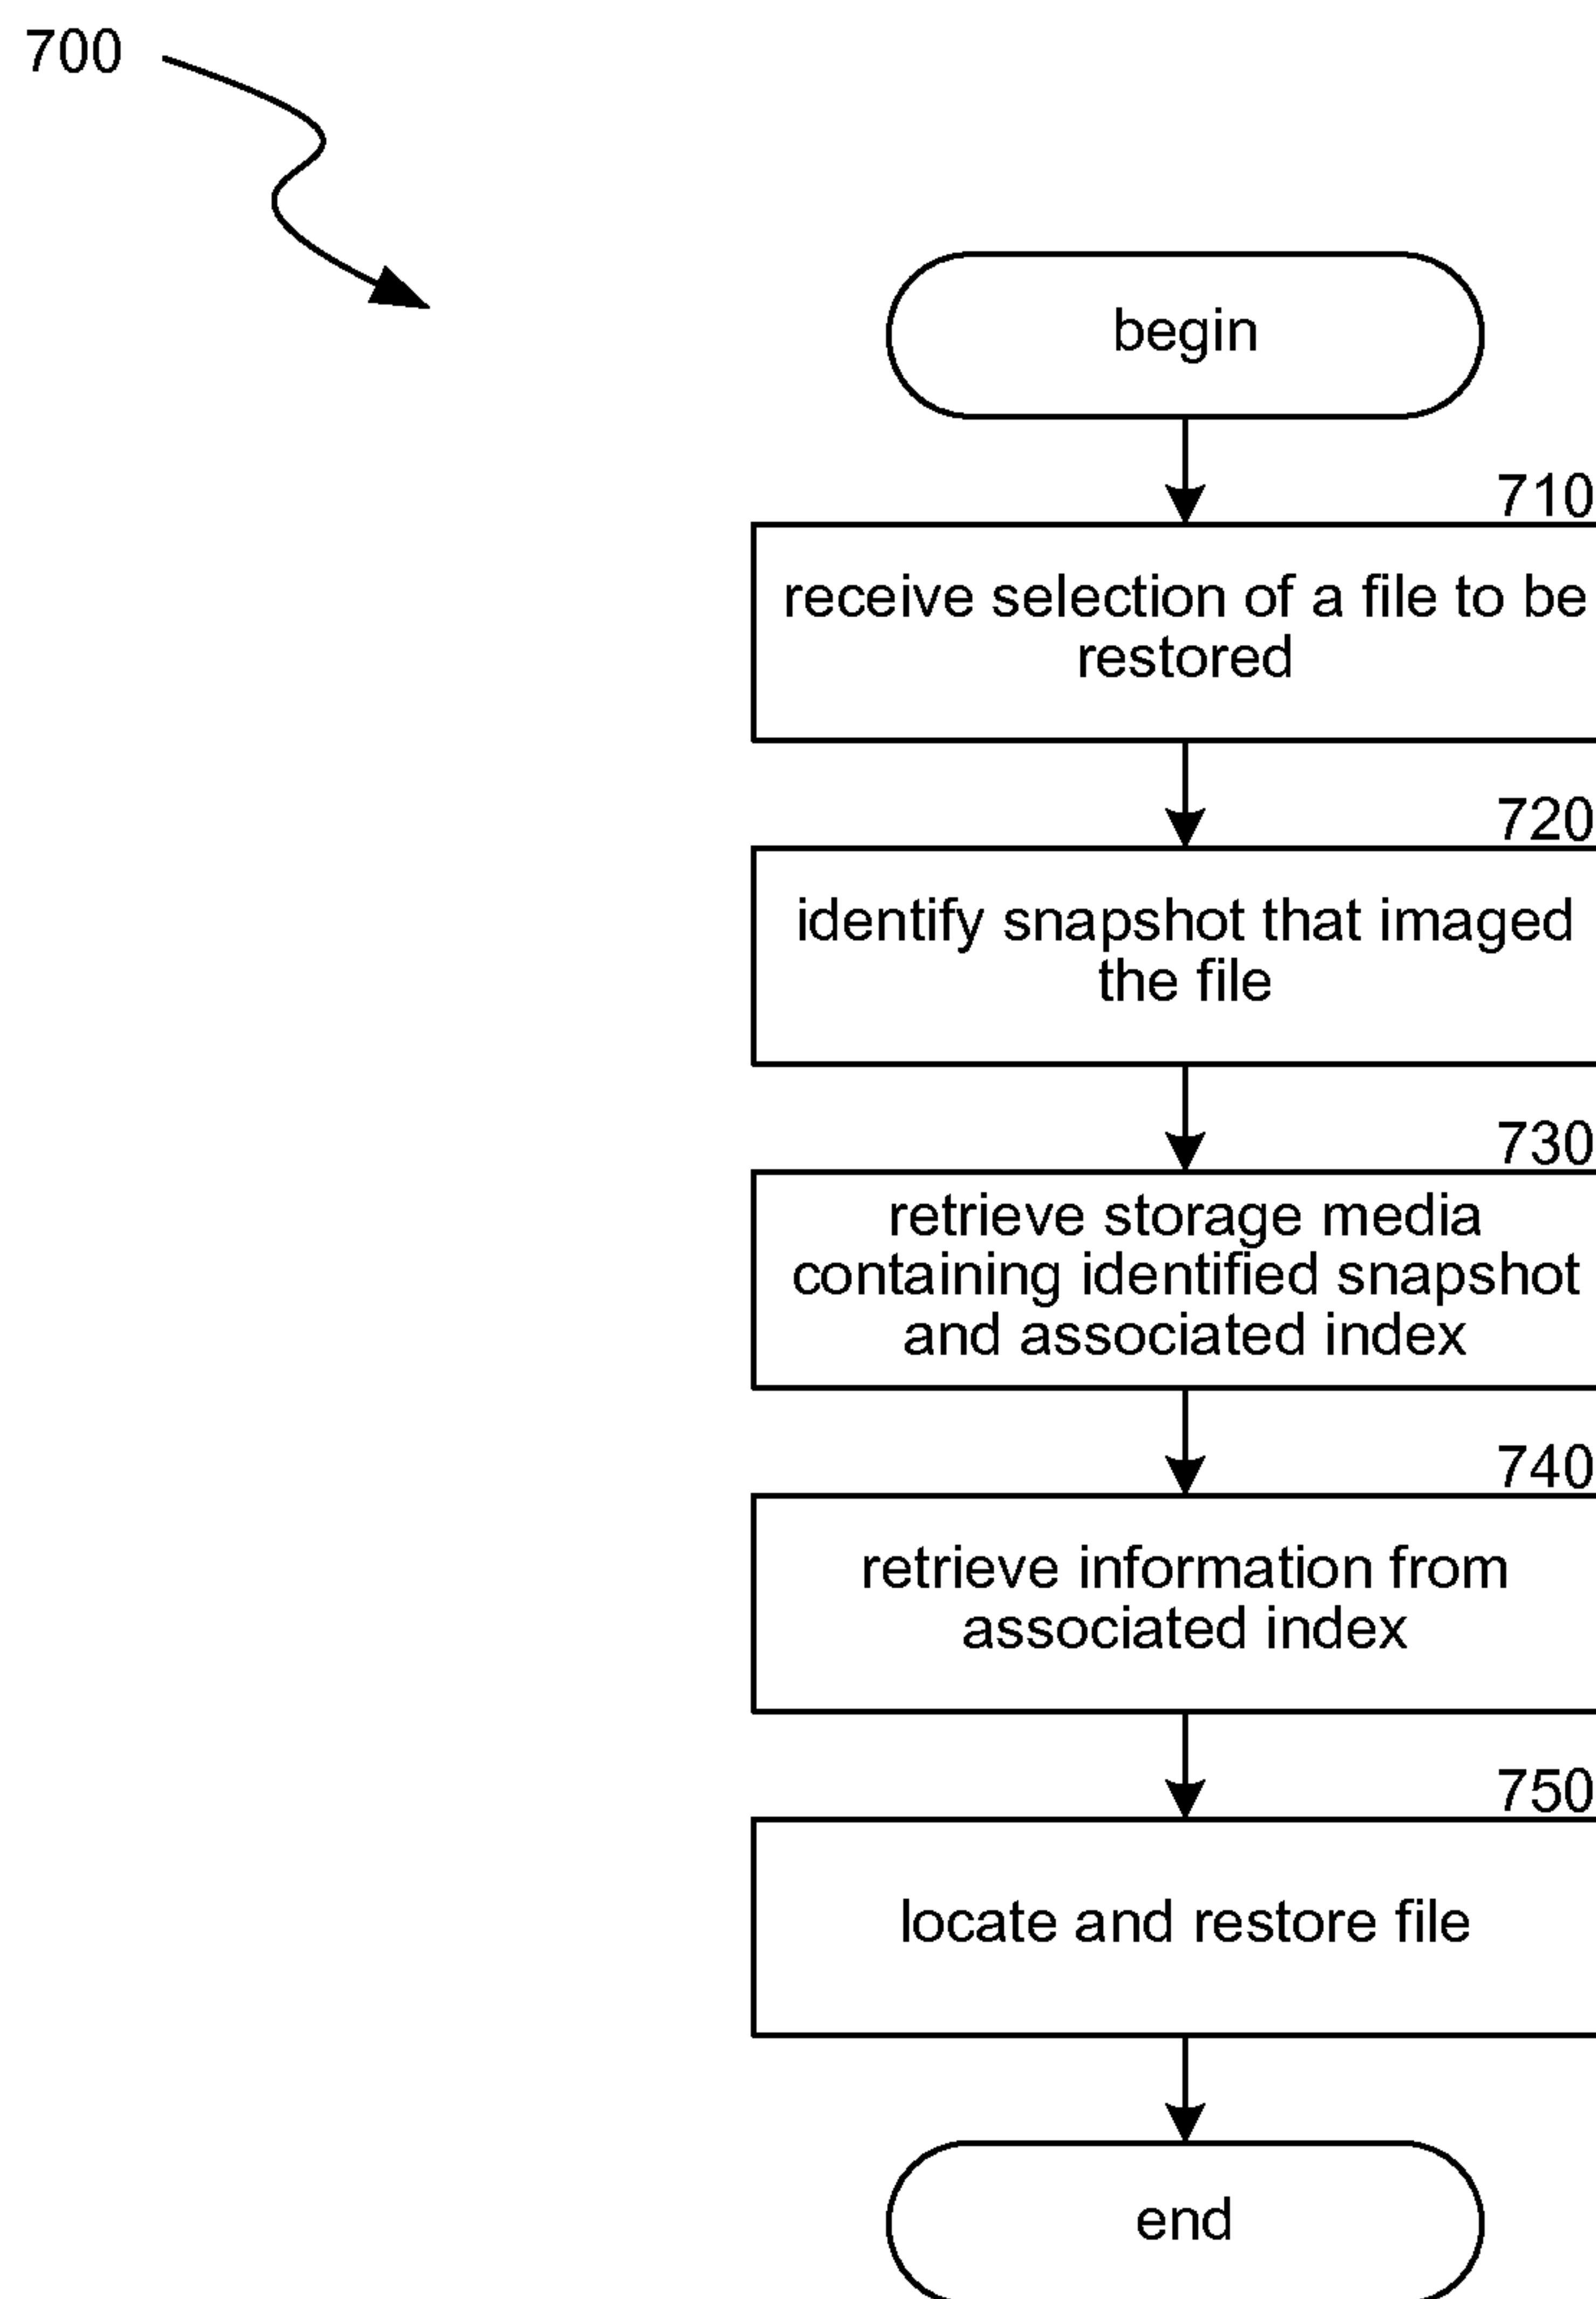 700
begin
710
receive selection of a file to be
restored
720
identify snapshot that imaged
the file
730
retrieve storage media
containing identified snapshot
and associated index
740
retrieve information from
associated index
750
locate and restore file
end